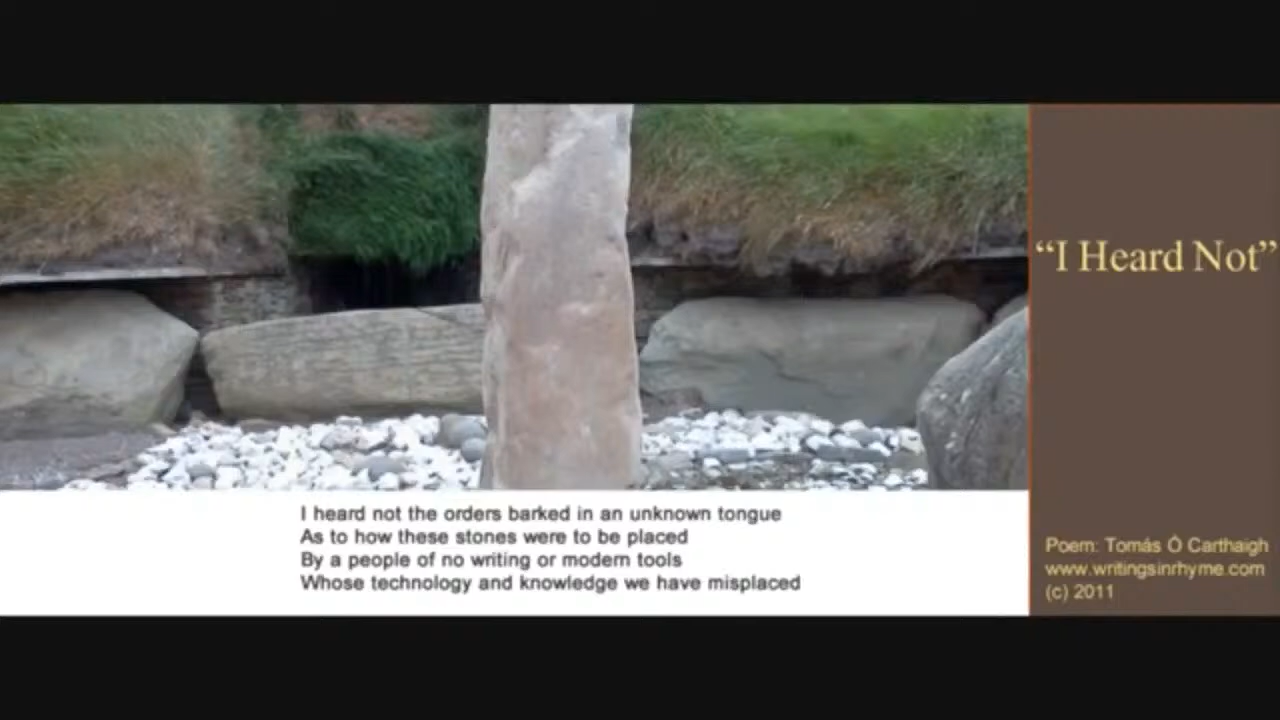 “I Heard Not”
I heard not the orders barked in an unknown tongue
As to how these stones were to be placed
By a people of no writing or modern tools
Whose technology and knowledge we have misplaced
Poem: Tomás Ó Carthaigh
www.writingsinrhyme.com
(c) 2011